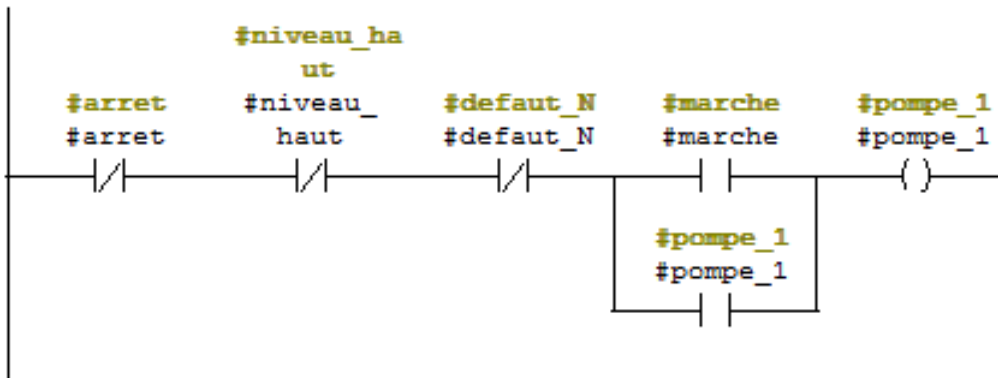 #niveau_ha
ut
#arret #niveau_ #defaut_N #marche #pompe_1
#arret haut #defaut_N #marche #pompe_1
#pompe_1
#pompe_1